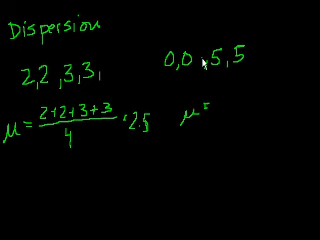 Dispersion
2,2,3,3,
0,0,5,5
μ = (2+2+3+3)/4 = 2.5
μ =